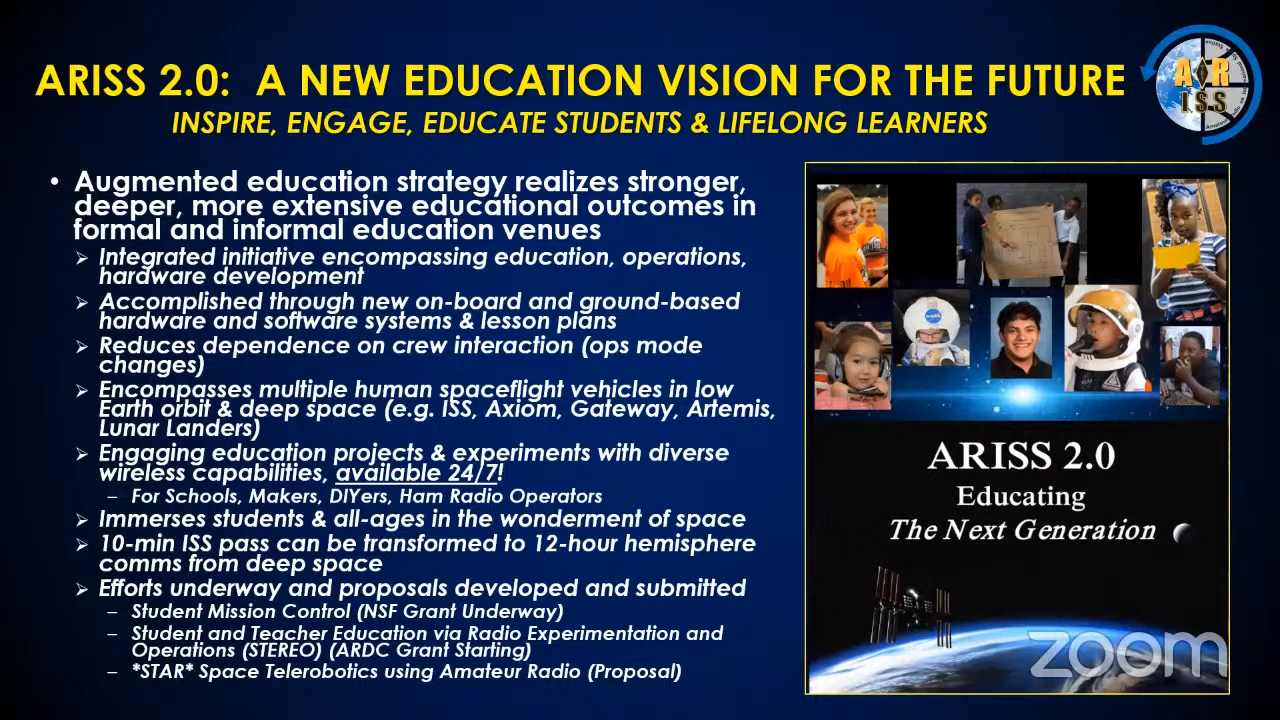 ARISS 2.0:  A NEW EDUCATION VISION FOR THE FUTURE
INSPIRE, ENGAGE, EDUCATE STUDENTS & LIFELONG LEARNERS
A R
ISS
• Augmented education strategy realizes stronger,
deeper, more extensive educational outcomes in
formal and informal education venues
➢ Integrated initiative encompassing education, operations,
hardware development
➢ Accomplished through new on-board and ground-based
hardware and software systems & lesson plans
➢ Reduces dependence on crew interaction (ops mode
changes)
➢ Encompasses multiple human spaceflight vehicles in low
Earth orbit & deep space (e.g. ISS, Axiom, Gateway, Artemis,
Lunar Landers)
➢ Engaging education projects & experiments with diverse
wireless capabilities, available 24/7!
– For Schools, Makers, DIYers, Ham Radio Operators
➢ Immerses students & all-ages in the wonderment of space
➢ 10-min ISS pass can be transformed to 12-hour hemisphere
comms from deep space
➢ Efforts underway and proposals developed and submitted
– Student Mission Control (NSF Grant Underway)
– Student and Teacher Education via Radio Experimentation and
Operations (STEREO) (ARDC Grant Starting)
– *STAR* Space Telerobotics using Amateur Radio (Proposal)
ARISS 2.0
Educating
The Next Generation
zoom